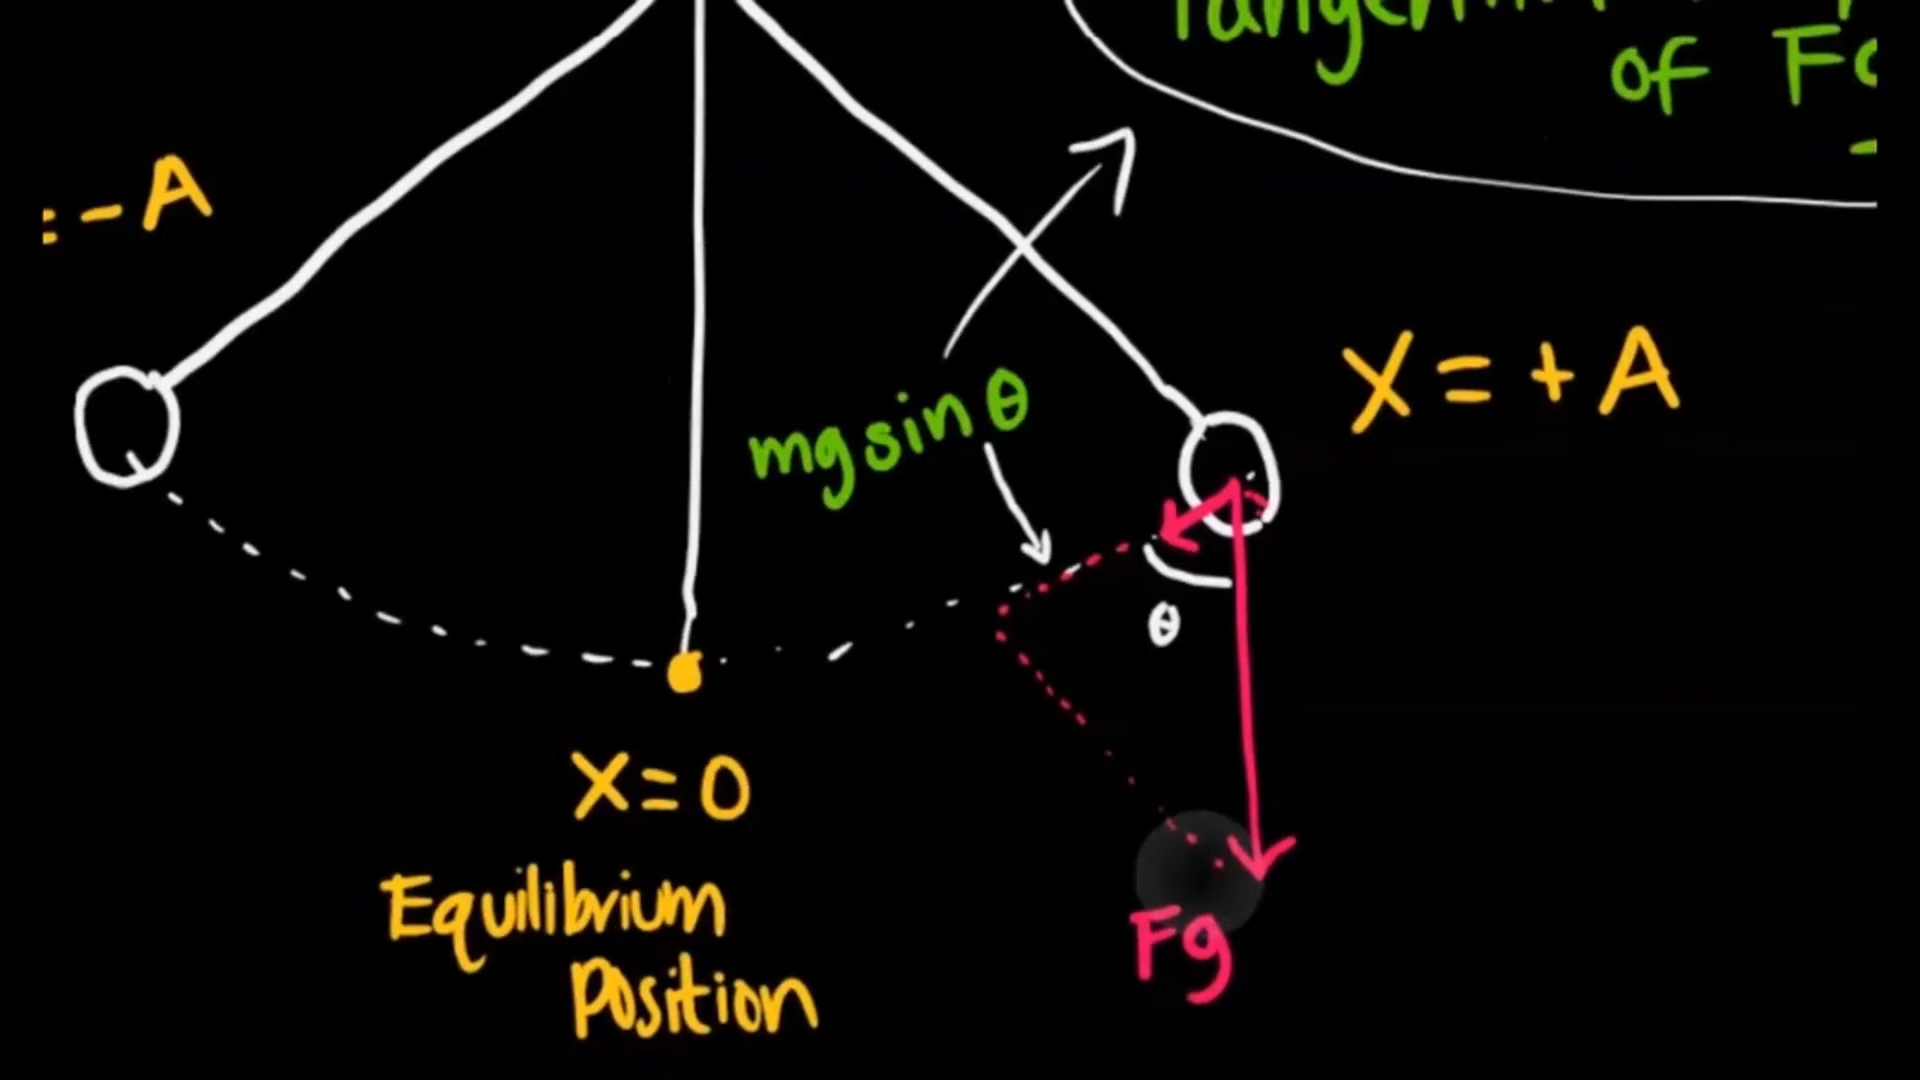 of
= - A
X = + A
mg sin θ
θ
X = 0
Equilibrium
Position
Fg